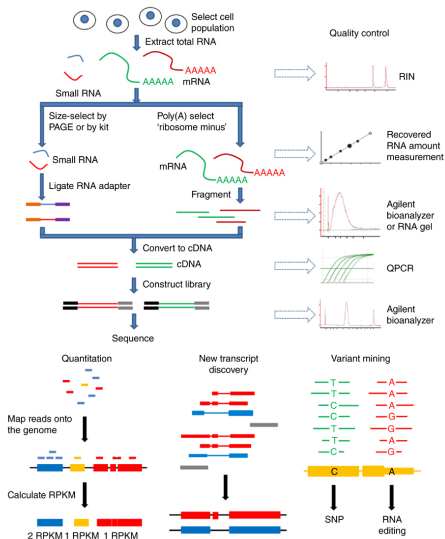 Select cell
population
Extract total RNA
Quality control
AAAAA
AAAAA
mRNA
Small RNA
RIN
Size-select by
PAGE or by kit
Poly(A) select
'ribosome minus'
Small RNA
mRNA
AAAAA
AAAAA
Recovered
RNA amount
measurement
Ligate RNA adapter
Fragment
Agilent
bioanalyzer
or RNA gel
Convert to cDNA
cDNA
QPCR
Construct library
Agilent
bioanalyzer
Sequence
Quantitation
New transcript
discovery
Variant mining
Map reads onto
the genome
Calculate RPKM
2 RPKM 1 RPKM 1 RPKM
T A
T A
C A
C G
T G
T A
C G
C A
SNP
RNA
editing